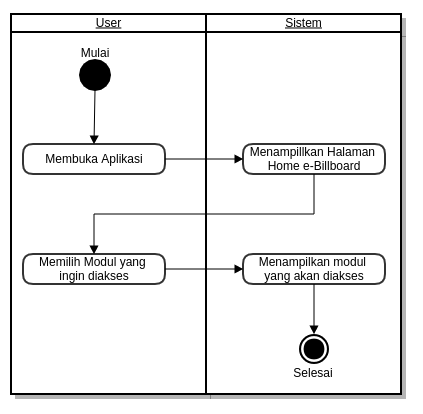 User
Sistem
Mulai
Membuka Aplikasi
Menampillkan Halaman
Home e-Billboard
Memilih Modul yang
ingin diakses
Menampilkan modul
yang akan diakses
Selesai